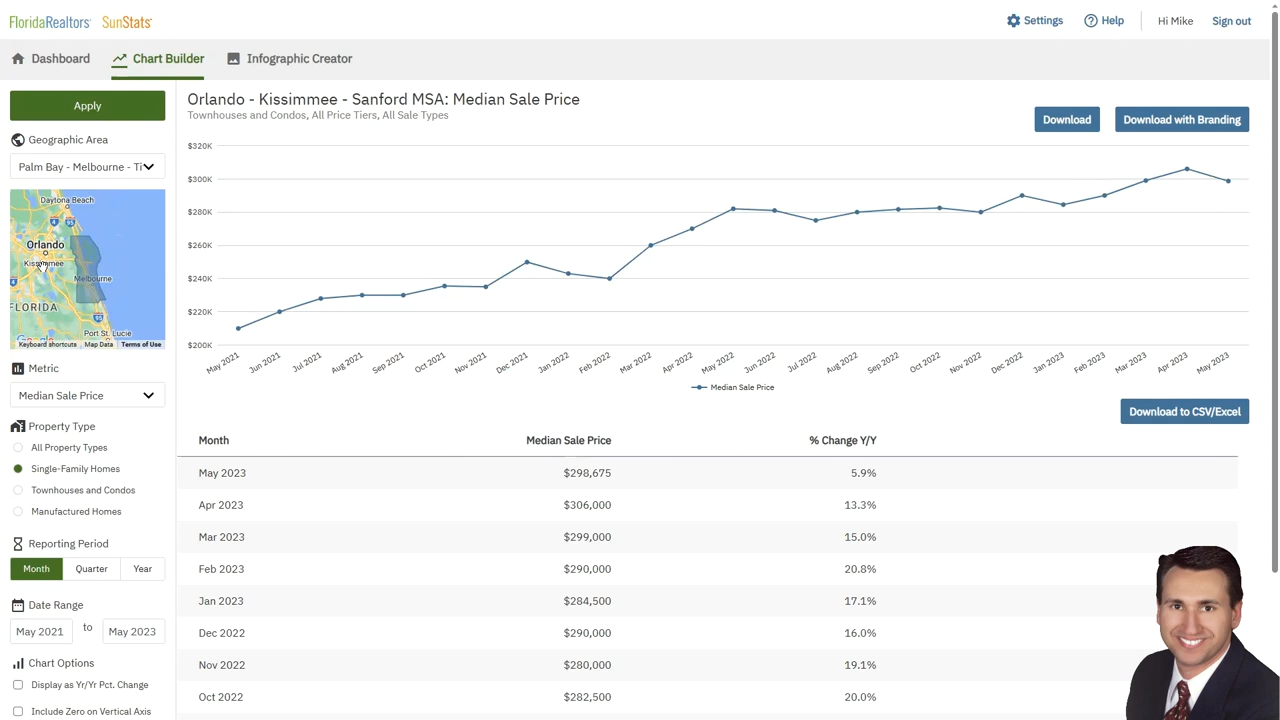 FloridaRealtors SunStats
Settings Help Hi Mike Sign out
Dashboard Chart Builder Infographic Creator
Apply
Geographic Area
Palm Bay - Melbourne - Ti
Daytona Beach
4 95
Orlando
Kissimmee
4
Melbourne
FLORIDA
95
Port St. Lucie
Keyboard shortcuts Map Data Terms of Use
Metric
Median Sale Price
Property Type
All Property Types
Single-Family Homes
Townhouses and Condos
Manufactured Homes
Reporting Period
Month Quarter Year
Date Range
May 2021 to May 2023
Chart Options
Display as Yr/Yr Pct. Change
Include Zero on Vertical Axis
Orlando - Kissimmee - Sanford MSA: Median Sale Price
Townhouses and Condos, All Price Tiers, All Sale Types
Download Download with Branding
$320K
$300K
$280K
$260K
$240K
$220K
$200K
May 2021 Jun 2021 Jul 2021 Aug 2021 Sep 2021 Oct 2021 Nov 2021 Dec 2021 Jan 2022 Feb 2022 Mar 2022 Apr 2022 May 2022 Jun 2022 Jul 2022 Aug 2022 Sep 2022 Oct 2022 Nov 2022 Dec 2022 Jan 2023 Feb 2023 Mar 2023 Apr 2023 May 2023
Median Sale Price
Download to CSV/Excel
Month Median Sale Price % Change Y/Y
May 2023 $298,675 5.9%
Apr 2023 $306,000 13.3%
Mar 2023 $299,000 15.0%
Feb 2023 $290,000 20.8%
Jan 2023 $284,500 17.1%
Dec 2022 $290,000 16.0%
Nov 2022 $280,000 19.1%
Oct 2022 $282,500 20.0%